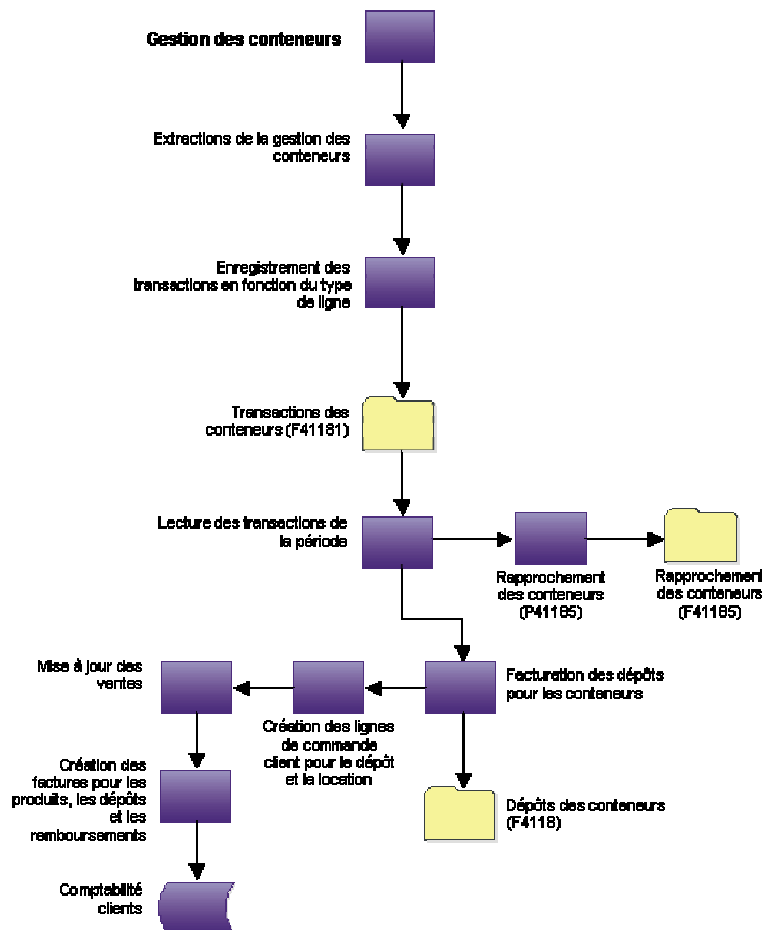 Gestion des conteneurs
Extractions de la gestion des
conteneurs
Enregistrement des
transactions en fonction du type
de ligne
Transactions des
conteneurs (F41181)
Lecture des transactions de
la période
Rapprochement
des conteneurs
(P41185)
Rapprochement
des conteneurs
(F41185)
Mise à jour des
ventes
Facturation des dépôts
pour les conteneurs
Création des lignes
de commande
client pour le dépôt
et la location
Création des
factures pour les
produits, les dépôts
et les
remboursements
Dépôts des conteneurs
(F4118)
Comptabilité
clients